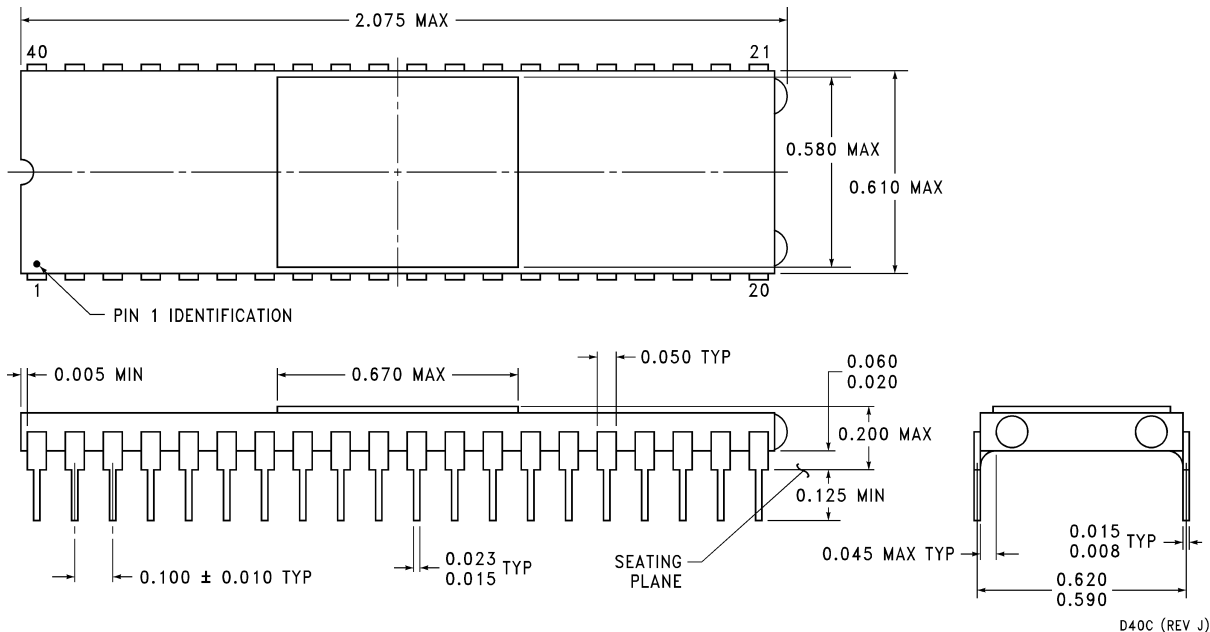 2.075 MAX
40
21
0.580 MAX
0.610 MAX
1
20
PIN 1 IDENTIFICATION
0.005 MIN
0.670 MAX
0.050 TYP
0.060
0.020
0.200 MAX
0.125 MIN
0.100 ± 0.010 TYP
0.023
0.015 TYP
SEATING
PLANE
0.045 MAX TYP
0.015
0.008 TYP
0.620
0.590
D40C (REV J)